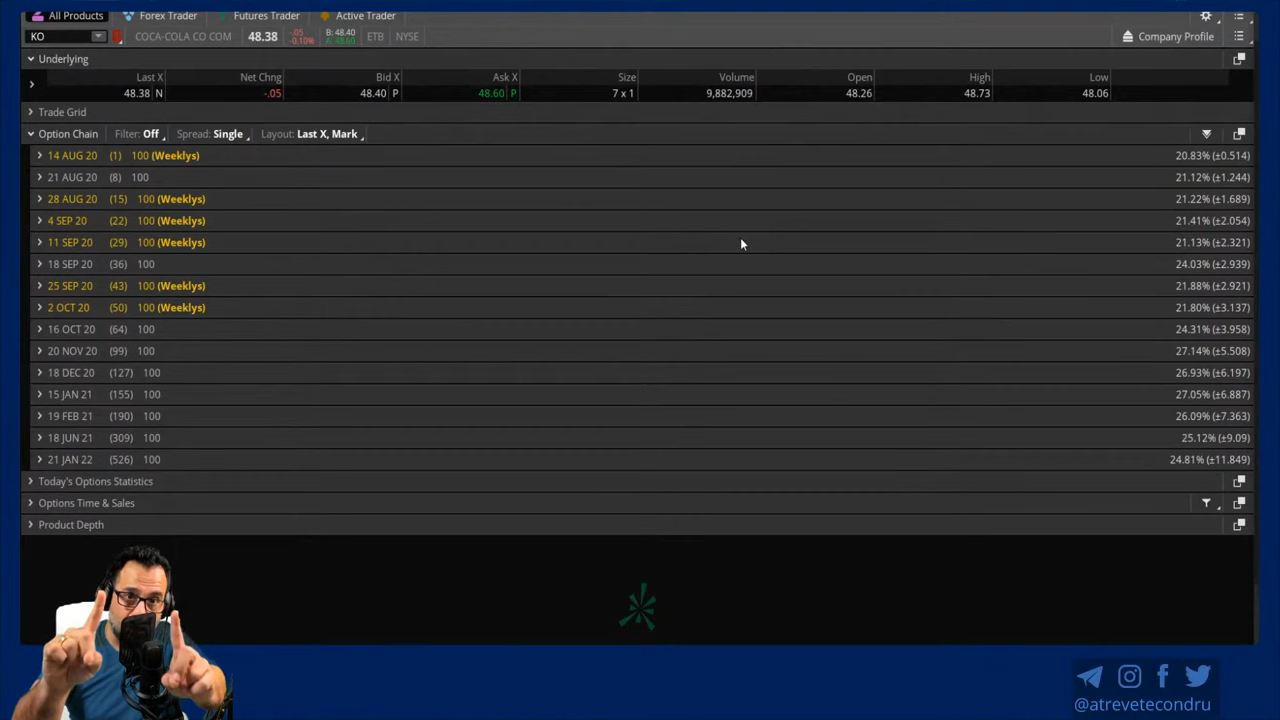 All Products Forex Trader Futures Trader Active Trader
KO COCA-COLA CO COM 48.38 -.05 -0.10% B: 48.40 A: 48.60 ETB NYSE Company Profile
Underlying
Last X Net Chng Bid X Ask X Size Volume Open High Low
48.38 N -.05 48.40 P 48.60 P 7 x 1 9,882,909 48.26 48.73 48.06
Trade Grid
Option Chain Filter: Off Spread: Single Layout: Last X, Mark
14 AUG 20 (1) 100 (Weeklys) 20.83% (±0.514)
21 AUG 20 (8) 100 21.12% (±1.244)
28 AUG 20 (15) 100 (Weeklys) 21.22% (±1.689)
4 SEP 20 (22) 100 (Weeklys) 21.41% (±2.054)
11 SEP 20 (29) 100 (Weeklys) 21.13% (±2.321)
18 SEP 20 (36) 100 24.03% (±2.939)
25 SEP 20 (43) 100 (Weeklys) 21.88% (±2.921)
2 OCT 20 (50) 100 (Weeklys) 21.80% (±3.137)
16 OCT 20 (64) 100 24.31% (±3.958)
20 NOV 20 (99) 100 27.14% (±5.508)
18 DEC 20 (127) 100 26.93% (±6.197)
15 JAN 21 (155) 100 27.05% (±6.887)
19 FEB 21 (190) 100 26.09% (±7.363)
18 JUN 21 (309) 100 25.12% (±9.09)
21 JAN 22 (526) 100 24.81% (±11.849)
Today's Options Statistics
Options Time & Sales
Product Depth
@atrevetecondru